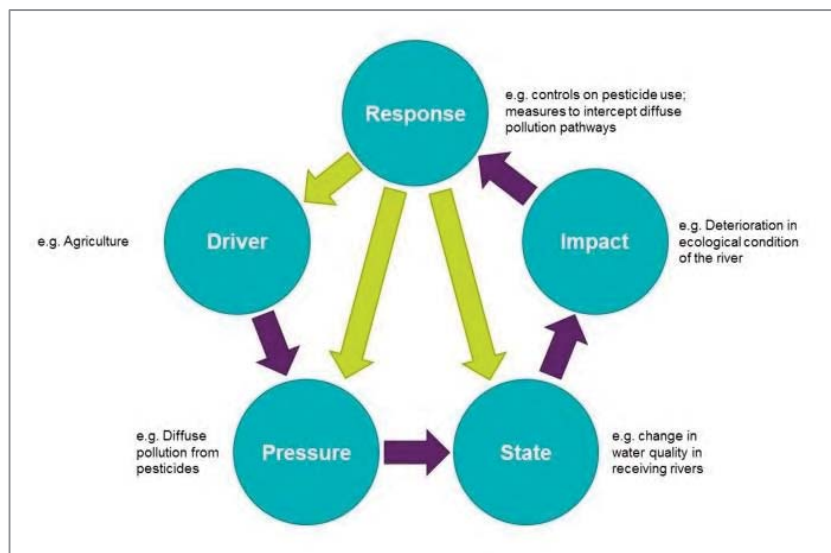 Response
e.g. controls on pesticide use;
measures to intercept diffuse
pollution pathways
e.g. Agriculture
Driver
Impact
e.g. Deterioration in
ecological condition
of the river
e.g. Diffuse
pollution from
pesticides
Pressure
State
e.g. change in
water quality in
receiving rivers